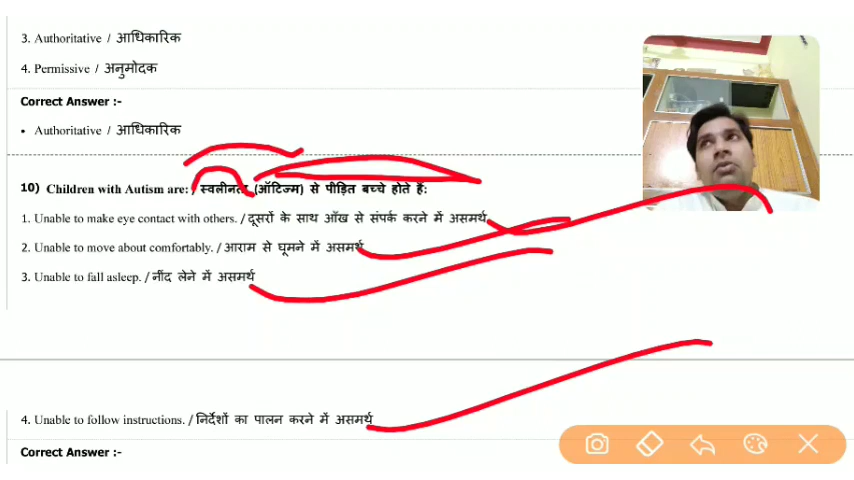 3. Authoritative / आधिकारिक
4. Permissive / अनुमोदक
Correct Answer :-
• Authoritative / आधिकारिक
10) Children with Autism are: / स्वलीनता (ऑटिज्म) से पीड़ित बच्चे होते हैं:
1. Unable to make eye contact with others. / दूसरों के साथ आँख से संपर्क करने में असमर्थ
2. Unable to move about comfortably. / आराम से घूमने में असमर्थ
3. Unable to fall asleep. / नींद लेने में असमर्थ
4. Unable to follow instructions. / निर्देशों का पालन करने में असमर्थ
Correct Answer :-